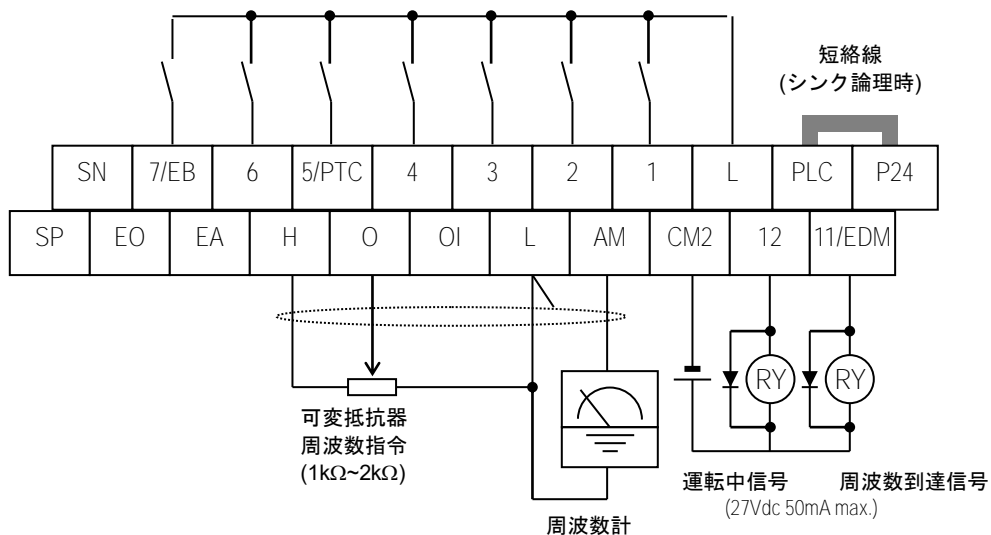 短絡線
(シンク論理時)
SN 7/EB 6 5/PTC 4 3 2 1 L PLC P24
SP EO EA H O OI L AM CM2 12 11/EDM
RY RY
可変抵抗器
周波数指令
(1kΩ~2kΩ)
運転中信号 周波数到達信号
(27Vdc 50mA max.)
周波数計